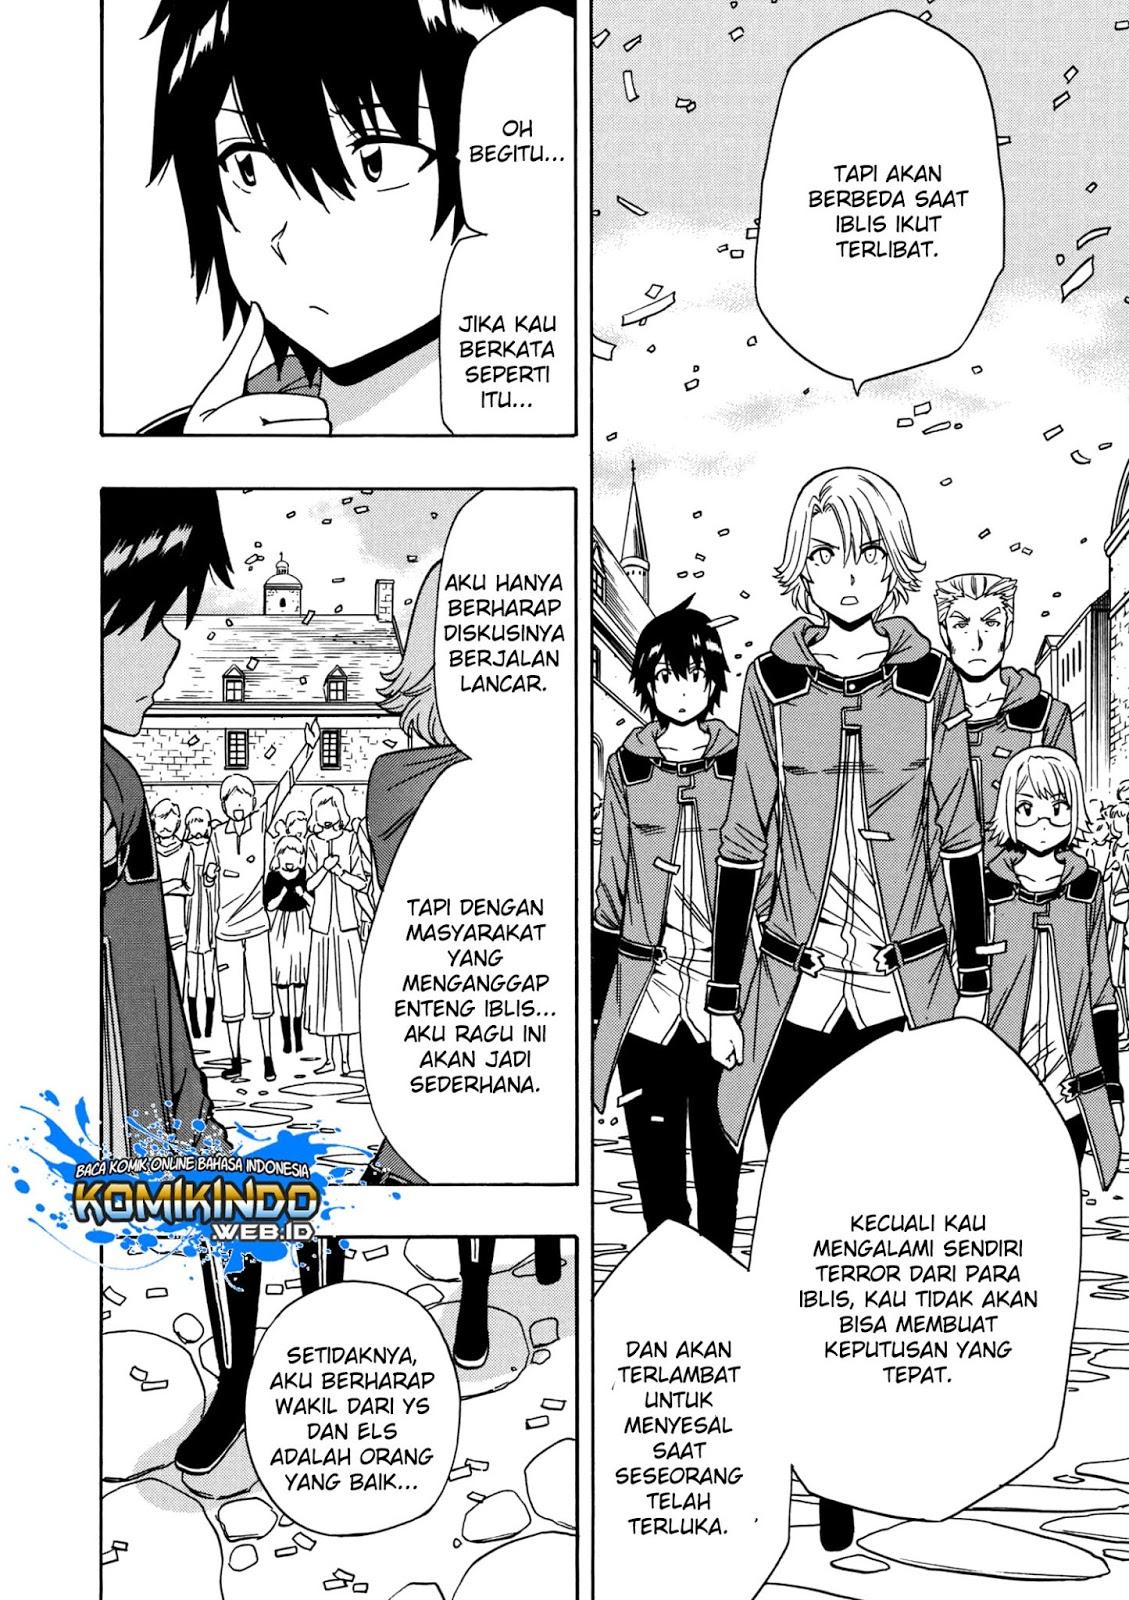 TAPI AKAN
BERBEDA SAAT
IBLIS IKUT
TERLIBAT.
KECUALI KAU
MENGALAMI SENDIRI
TERROR DARI PARA
IBLIS, KAU TIDAK AKAN
BISA MEMBUAT
KEPUTUSAN YANG
TEPAT.
DAN AKAN
TERLAMBAT
UNTUK
MENYESAL
SAAT
SESEORANG
TELAH
TERLUKA.
OH
BEGITU...
JIKA KAU
BERKATA
SEPERTI
ITU...
AKU HANYA
BERHARAP
DISKUSINYA
BERJALAN
LANCAR.
TAPI DENGAN
MASYARAKAT
YANG
MENGANGGAP
ENTENG IBLIS...
AKU RAGU INI
AKAN JADI
SEDERHANA.
BACA KOMIK ONLINE BAHASA INDONESIA
KOMIKINDO
.WEB.ID
SETIDAKNYA,
AKU BERHARAP
WAKIL DARI YS
DAN ELS
ADALAH ORANG
YANG BAIK...